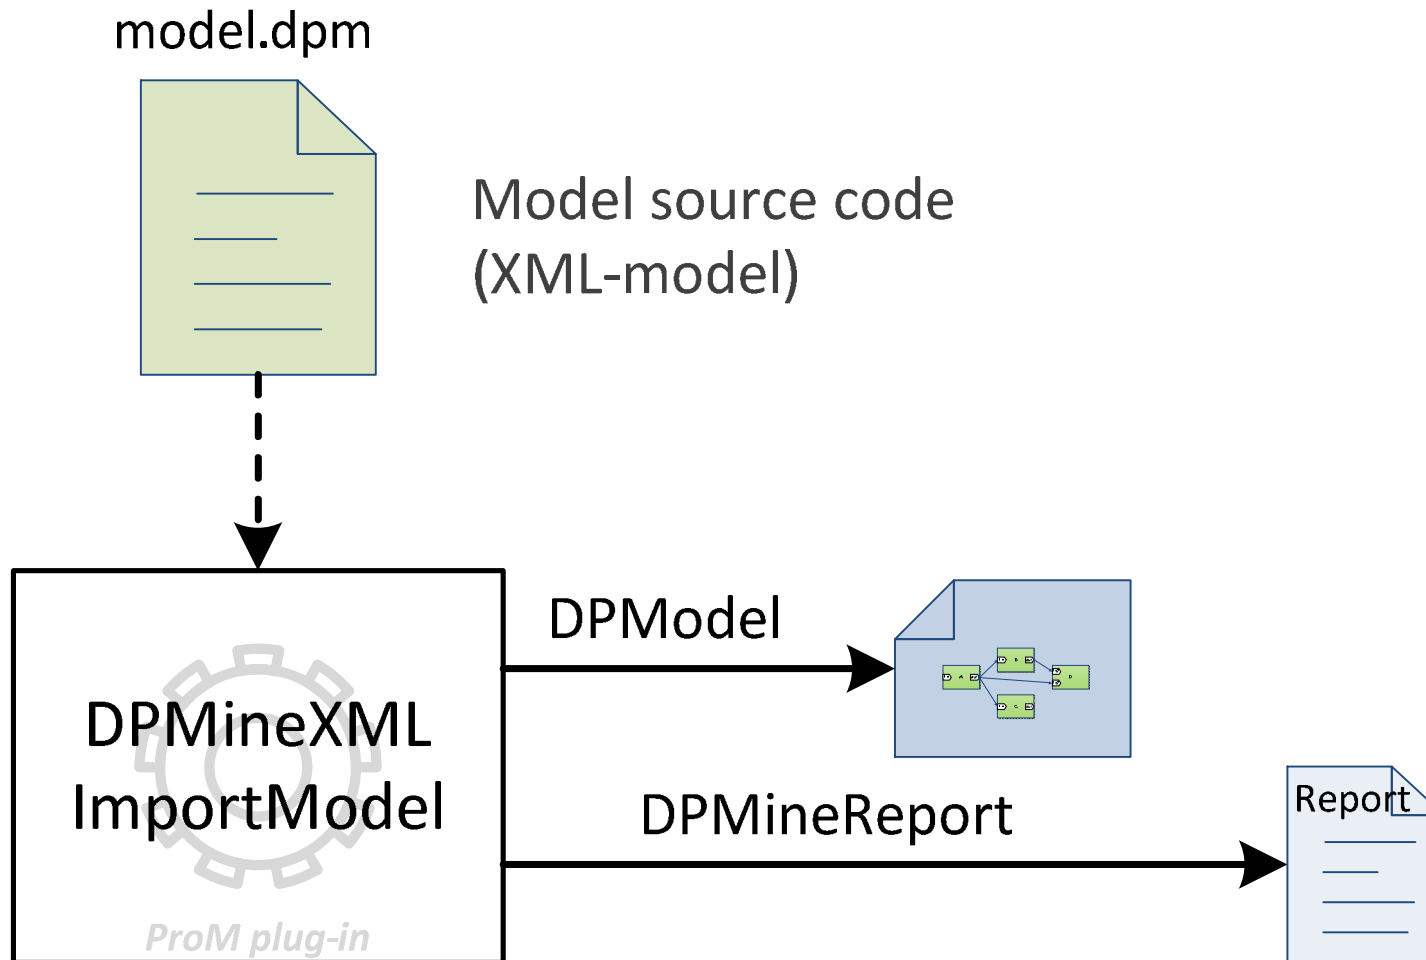 model.dpm
Model source code
(XML-model)
DPModel
A
B
C
D
DPMineXML
ImportModel
DPMineReport
Report
ProM plug-in